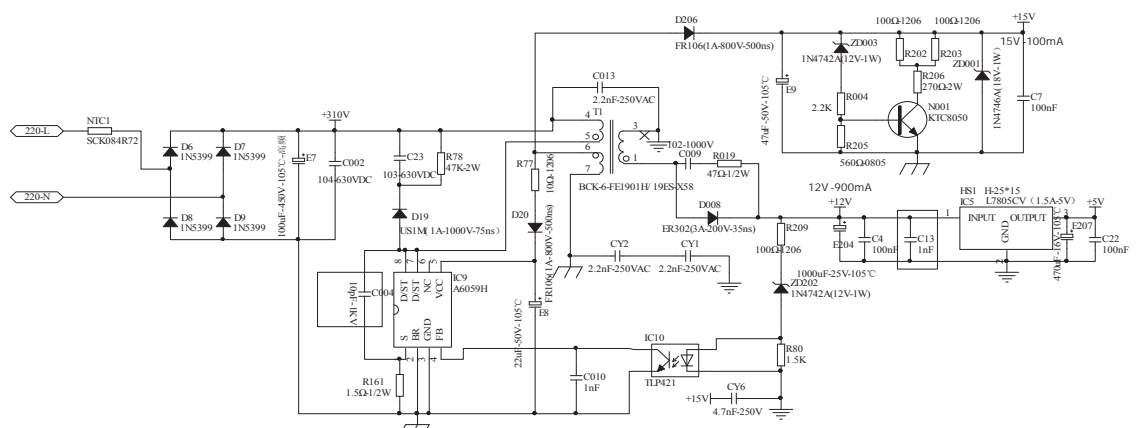 220-L
NTC1
SCK084R72
220-N
D6
1N5399
D7
1N5399
D8
1N5399
D9
1N5399
+310V
E7
100uF-450V-105℃-高频
C002
104-630VDC
C23
103-630VDC
R78
47K-2W
D19
US1M(1A-1000V-75ns)
C004
10pF-1KV
8
7
6
5
D/ST
D/ST
NC
VCC
IC9
A6059H
S
BR
GND
FB
1
2
3
4
R161
1.5Ω-1/2W
R77
10Ω-1206
D20
FR106(1A-800V-500ns)
E8
22uF-50V-105℃
C013
2.2nF-250VAC
T1
4
5
6
7
3
1
BCK-6-FE1901H/ 19ES-X58
102-1000V
C009
R019
47Ω-1/2W
D008
ER302(3A-200V-35ns)
CY2
2.2nF-250VAC
CY1
2.2nF-250VAC
C010
1nF
IC10
TLP421
R80
1.5K
+15V
CY6
4.7nF-250V
D206
FR106(1A-800V-500ns)
E9
47uF-50V-105℃
ZD003
1N4742A(12V-1W)
R004
2.2K
R205
560Ω-0805
100Ω-1206
100Ω-1206
R202
R203
R206
270Ω-2W
N001
KTC8050
ZD001
1N4746A(18V-1W)
+15V
15V-100mA
C7
100nF
12V-900mA
+12V
R209
100Ω-1206
1000uF-25V-105℃
ZD202
1N4742A(12V-1W)
E204
C4
100nF
C13
1nF
HS1
H-25*15
IC5
L7805CV(1.5A-5V)
1
INPUT
OUTPUT
3
GND
2
E207
470uF-16V-105℃
+5V
C22
100nF